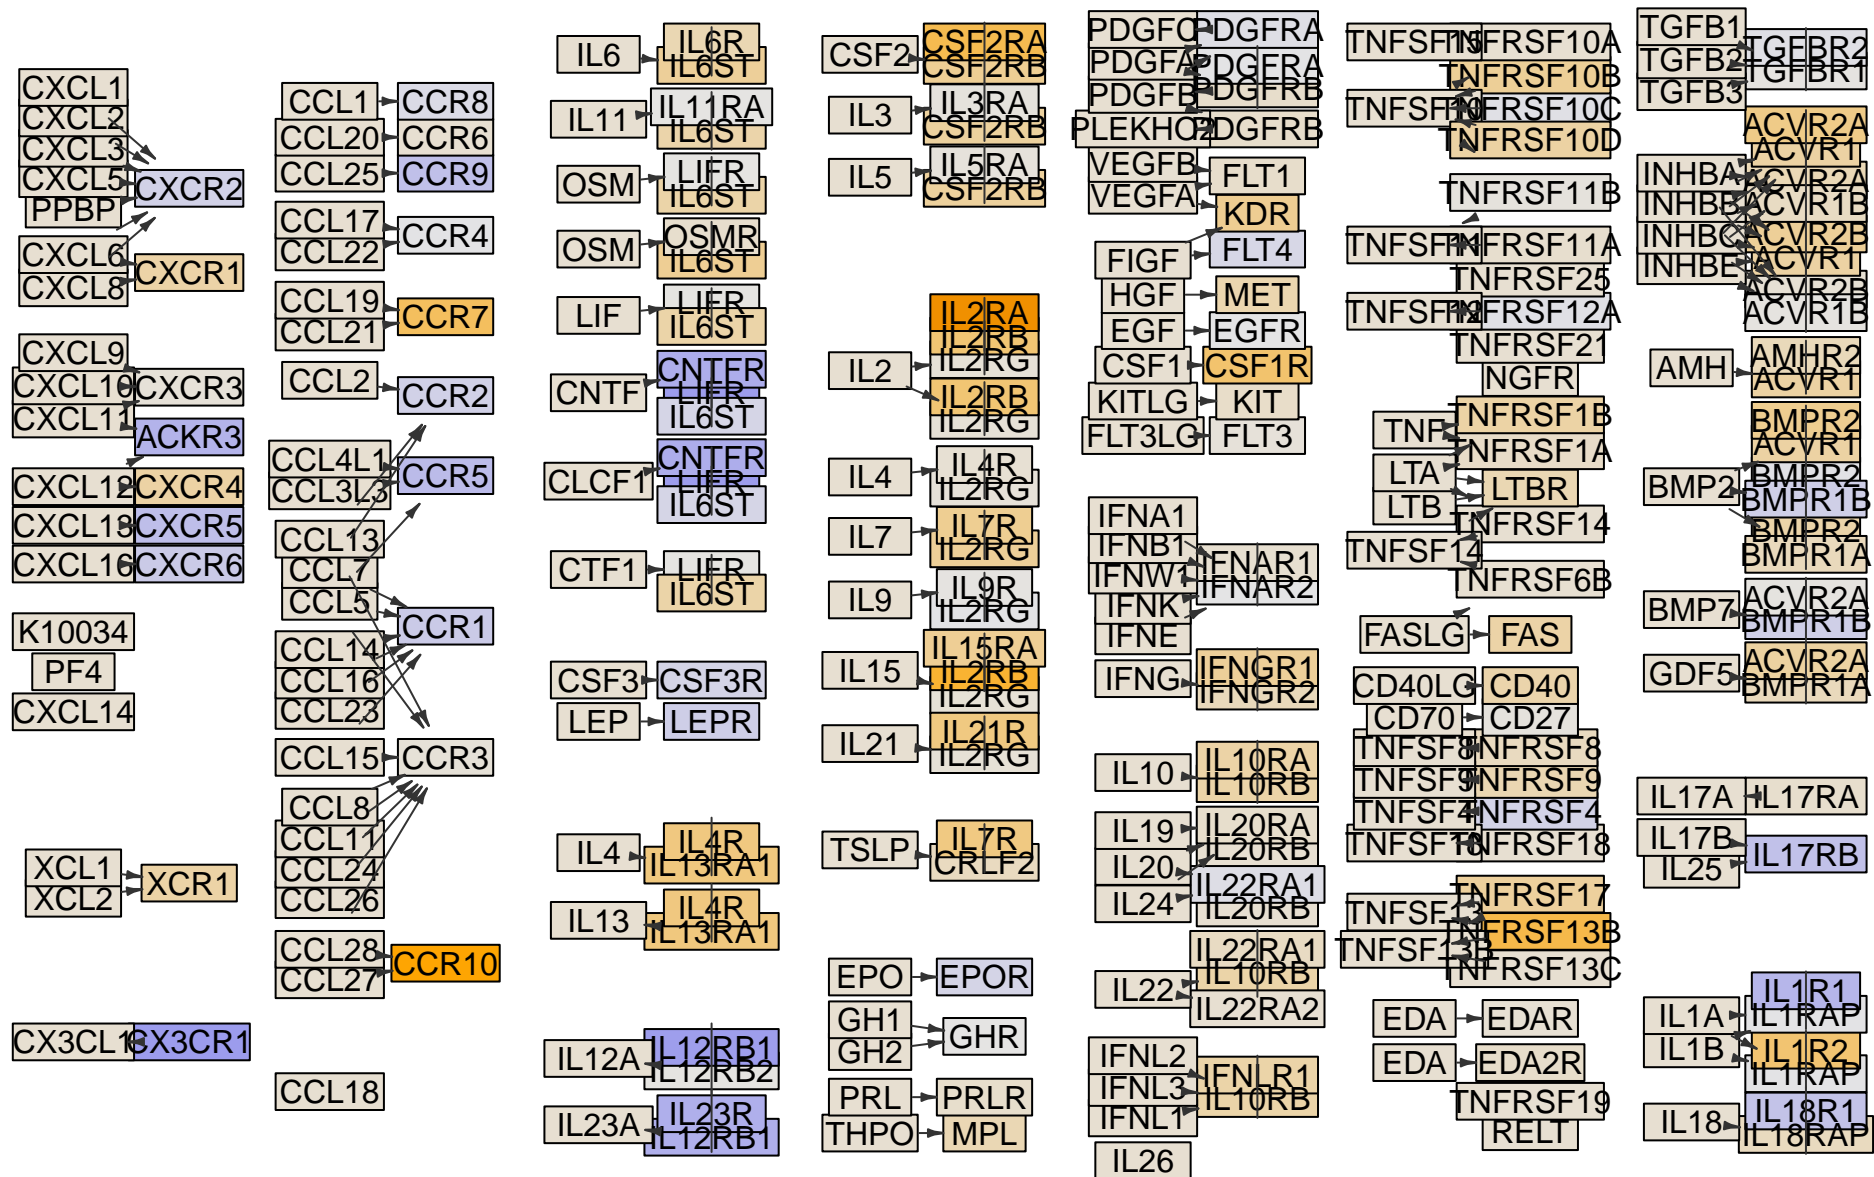 CXCL1
CXCL2
CXCL3
CXCL5
PPBP
CXCR2
CXCL6
CXCL8
CXCR1
CXCL9
CXCL10
CXCL11
CXCR3
ACKR3
CXCL12
CXCR4
CXCL13
CXCR5
CXCL16
CXCR6
K10034
PF4
CXCL14
XCL1
XCL2
XCR1
CX3CL1
CX3CR1
CCL1
CCR8
CCL20
CCR6
CCL25
CCR9
CCL17
CCL22
CCR4
CCL19
CCL21
CCR7
CCL2
CCR2
CCL4L1
CCL3L3
CCR5
CCL13
CCL7
CCL5
CCR1
CCL14
CCL16
CCL23
CCL15
CCR3
CCL8
CCL11
CCL24
CCL26
CCL28
CCL27
CCR10
CCL18
IL6
IL6R
IL6ST
IL11
IL11RA
IL6ST
OSM
LIFR
IL6ST
OSM
OSMR
IL6ST
LIF
LIFR
IL6ST
CNTF
CNTFR
LIFR
IL6ST
CLCF1
CNTFR
LIFR
IL6ST
CTF1
LIFR
IL6ST
CSF3
CSF3R
LEP
LEPR
IL4
IL4R
IL13RA1
IL13
IL4R
IL13RA1
IL12A
IL12RB1
IL12RB2
IL23A
IL23R
IL12RB1
CSF2
CSF2RA
CSF2RB
IL3
IL3RA
CSF2RB
IL5
IL5RA
CSF2RB
IL2
IL2RA
IL2RB
IL2RG
IL2RB
IL2RG
IL4
IL4R
IL2RG
IL7
IL7R
IL2RG
IL9
IL9R
IL2RG
IL15
IL15RA
IL2RB
IL2RG
IL21
IL21R
IL2RG
TSLP
IL7R
CRLF2
EPO
EPOR
GH1
GH2
GHR
PRL
PRLR
THPO
MPL
PDGFC
PDGFRA
PDGFA
PDGFRA
PDGFRB
PDGFB
PLEKHO2
PDGFRB
VEGFB
VEGFA
FLT1
KDR
FIGF
FLT4
HGF
MET
EGF
EGFR
CSF1
CSF1R
KITLG
KIT
FLT3LG
FLT3
IFNA1
IFNB1
IFNW1
IFNK
IFNE
IFNAR1
IFNAR2
IFNG
IFNGR1
IFNGR2
IL10
IL10RA
IL10RB
IL19
IL20
IL24
IL20RA
IL20RB
IL22RA1
IL20RB
IL22
IL22RA1
IL10RB
IL22RA2
IFNL2
IFNL3
IFNL1
IFNLR1
IL10RB
IL26
TNFSF15
TNFRSF10A
TNFRSF10B
TNFSF10
TNFRSF10C
TNFRSF10D
TNFRSF11B
TNFRSF11A
TNFRSF25
TNFSF12
TNFRSF12A
TNFRSF21
NGFR
TNF
TNFRSF1B
TNFRSF1A
LTA
LTB
LTBR
TNFRSF14
TNFSF14
TNFRSF6B
FASLG
FAS
CD40LG
CD40
CD70
CD27
TNFSF8
TNFRSF8
TNFSF9
TNFRSF9
TNFSF4
TNFRSF4
TNFSF18
TNFRSF18
TNFRSF17
TNFSF13
TNFRSF13B
TNFSF13B
TNFRSF13C
EDA
EDAR
EDA
EDA2R
TNFRSF19
RELT
TGFB1
TGFB2
TGFB3
TGFBR2
TGFBR1
INHBA
INHBB
INHBC
INHBE
ACVR2A
ACVR1
ACVR2A
ACVR1B
ACVR2B
ACVR1
ACVR2B
ACVR1B
AMH
AMHR2
ACVR1
BMP2
BMPR2
ACVR1
BMPR2
BMPR1B
BMPR2
BMPR1A
BMP7
ACVR2A
BMPR1B
GDF5
ACVR2A
BMPR1A
IL17A
IL17RA
IL17B
IL25
IL17RB
IL1A
IL1B
IL1R1
IL1RAP
IL1R2
IL1RAP
IL18
IL18R1
IL18RAP